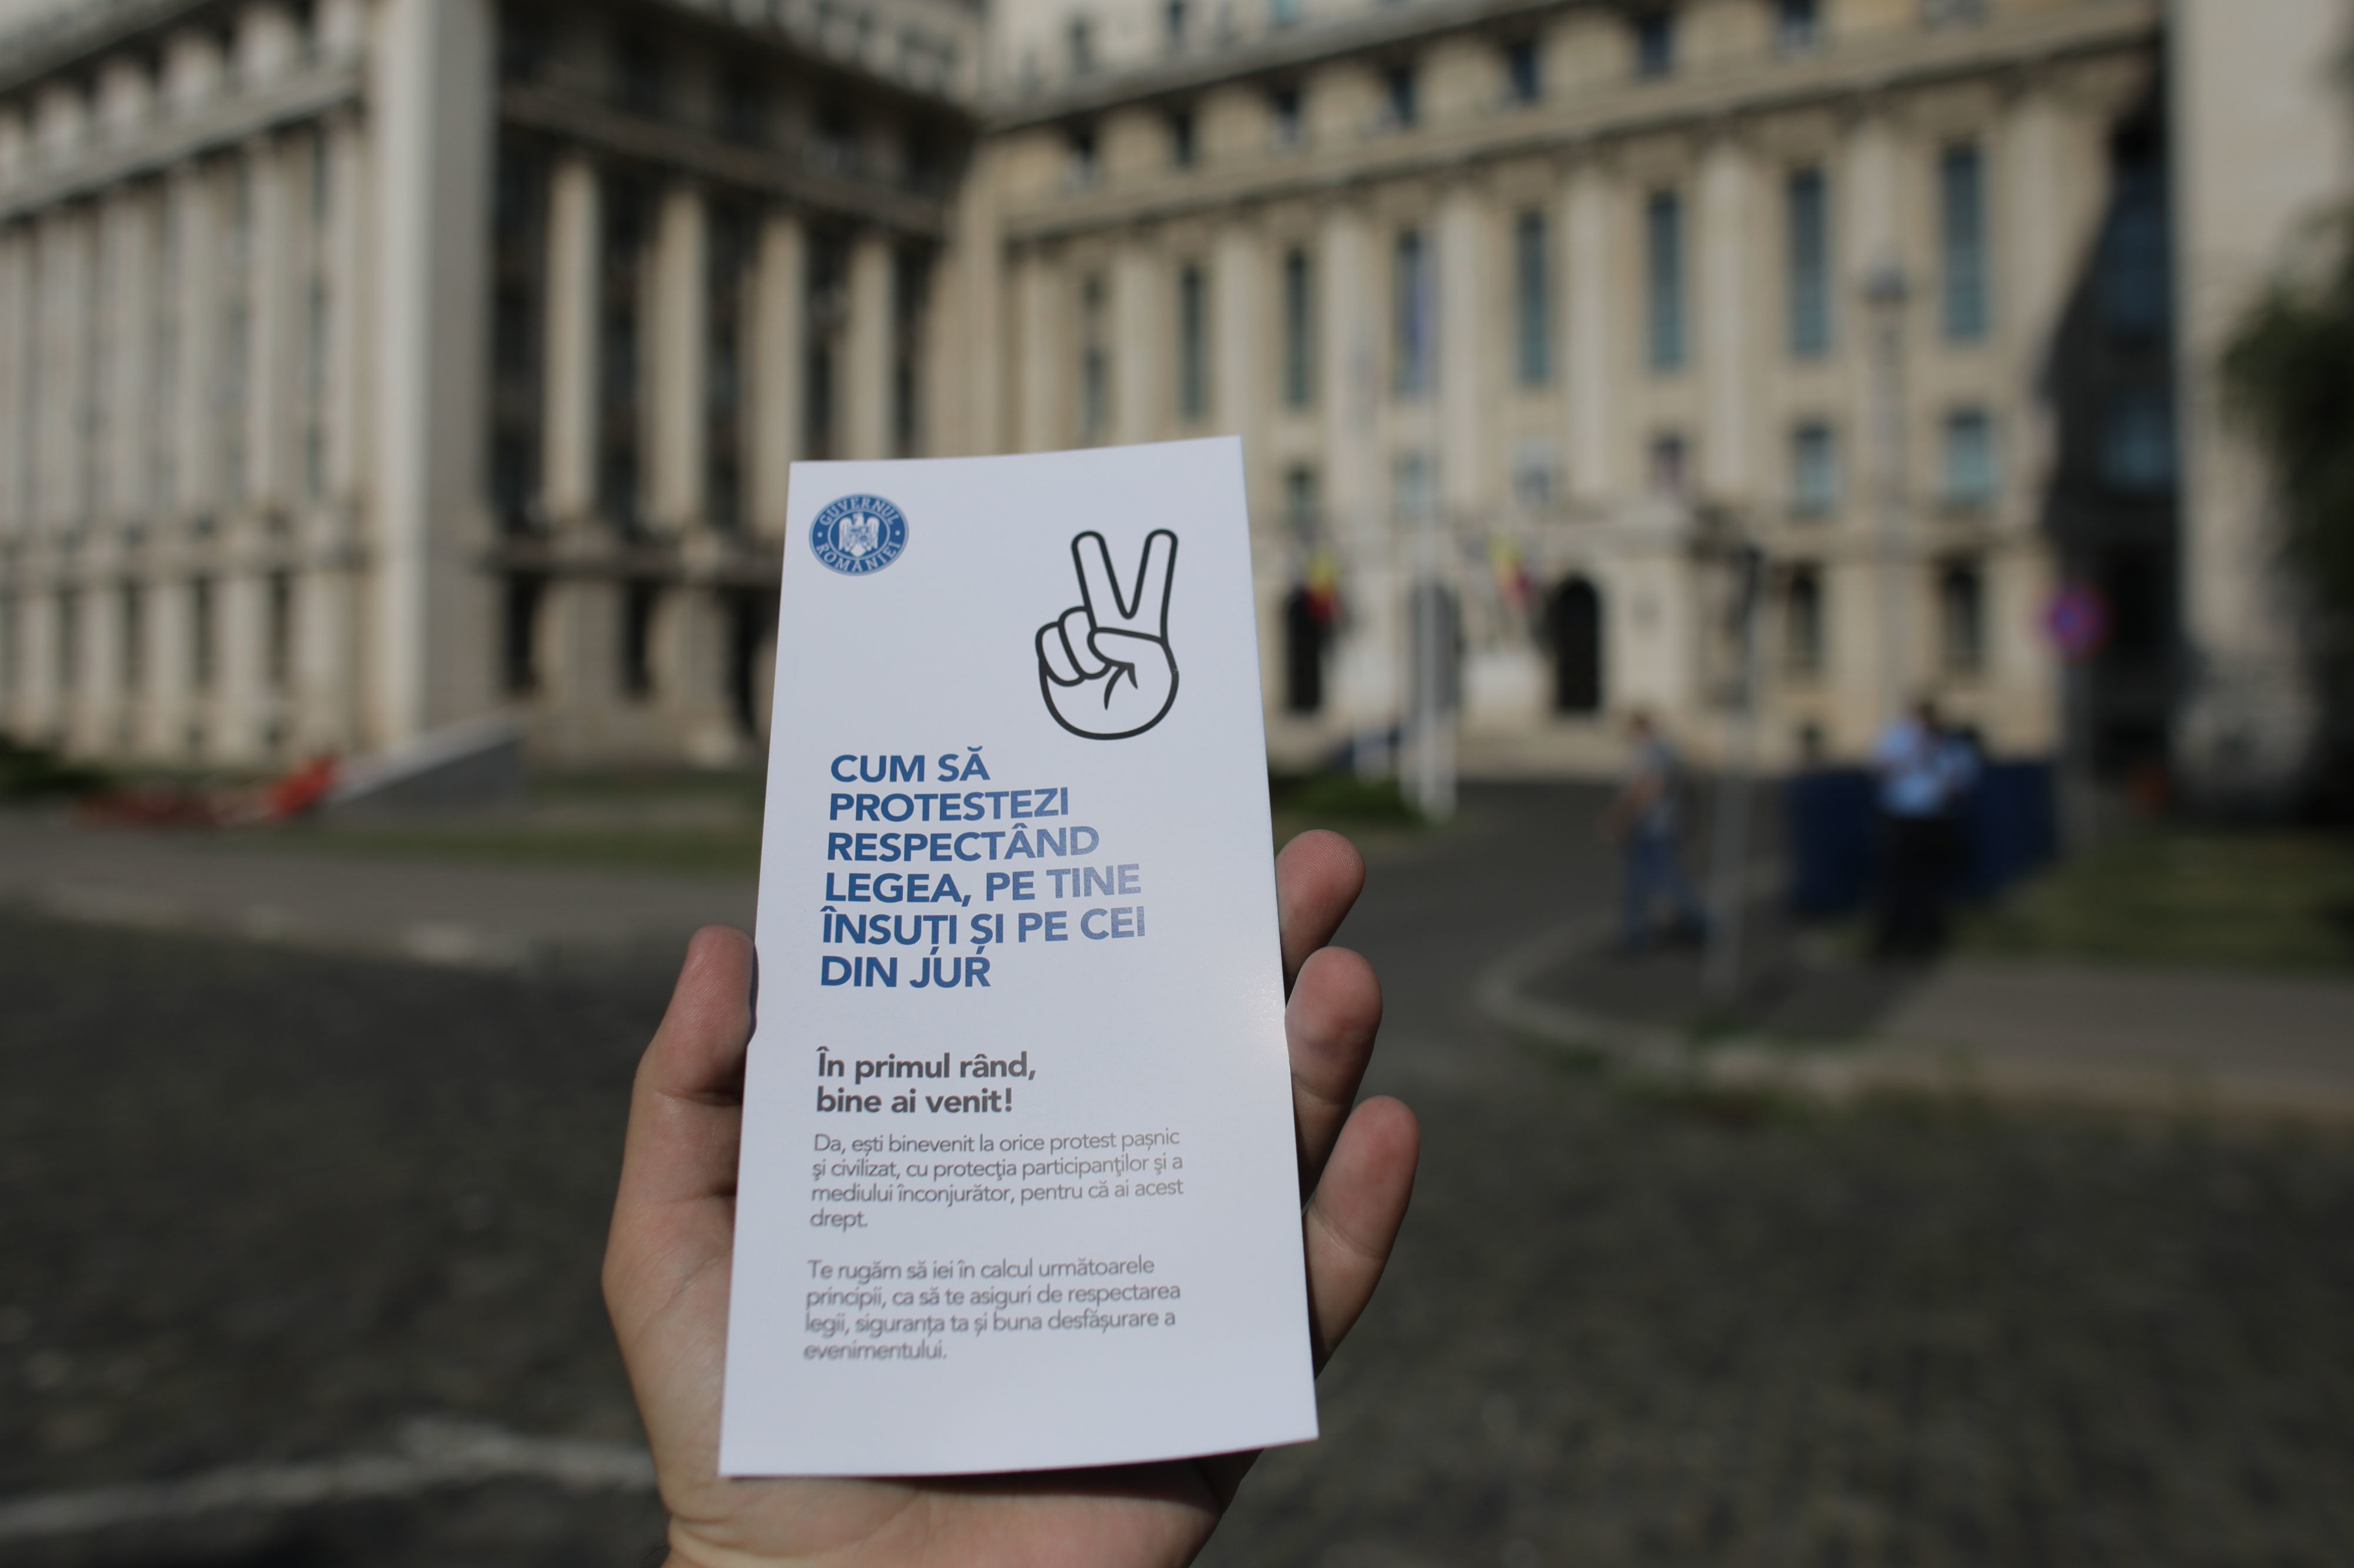 GUVERNUL
ROMÂNIEI
CUM SĂ
PROTESTEZI
RESPECTÂND
LEGEA, PE TINE
ÎNSUȚI ȘI PE CEI
DIN JUR
În primul rând,
bine ai venit!
Da, ești binevenit la orice protest pașnic
și civilizat, cu protecţia participanţilor şi a
mediului înconjurător, pentru că ai acest
drept.
Te rugăm să iei în calcul următoarele
principii, ca să te asiguri de respectarea
legii, siguranța ta și buna desfășurare a
evenimentului.